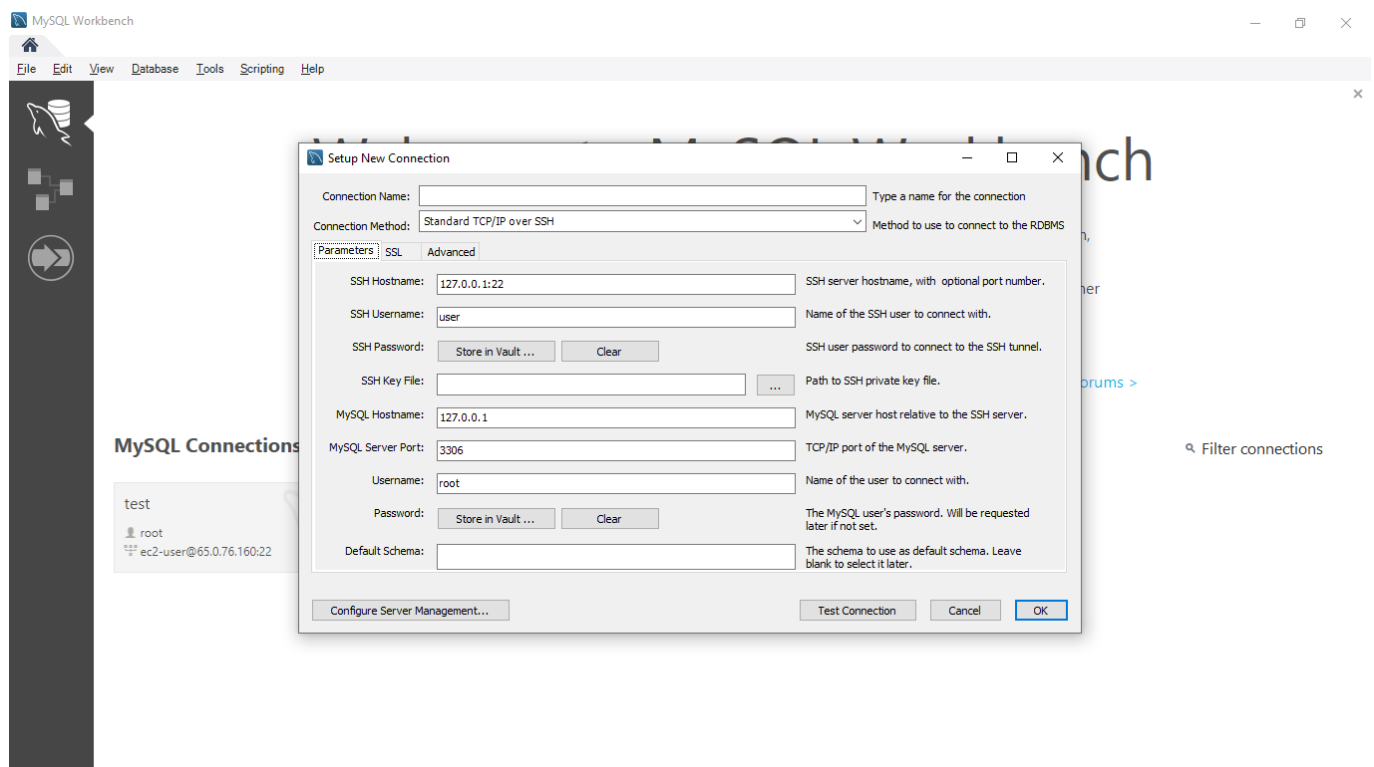 MySQL Workbench
File Edit View Database Tools Scripting Help
nch
Setup New Connection
Connection Name: Type a name for the connection
Connection Method: Standard TCP/IP over SSH Method to use to connect to the RDBMS
Parameters SSL Advanced
SSH Hostname: 127.0.0.1:22 SSH server hostname, with optional port number.
SSH Username: user Name of the SSH user to connect with.
SSH Password: Store in Vault ... Clear SSH user password to connect to the SSH tunnel.
SSH Key File: ... Path to SSH private key file.
orums >
MySQL Hostname: 127.0.0.1 MySQL server host relative to the SSH server.
MySQL Server Port: 3306 TCP/IP port of the MySQL server.
Username: root Name of the user to connect with.
Password: Store in Vault ... Clear The MySQL user's password. Will be requested
later if not set.
Default Schema: The schema to use as default schema. Leave
blank to select it later.
Configure Server Management... Test Connection Cancel OK
MySQL Connections
Filter connections
test
root
ec2-user@65.0.76.160:22